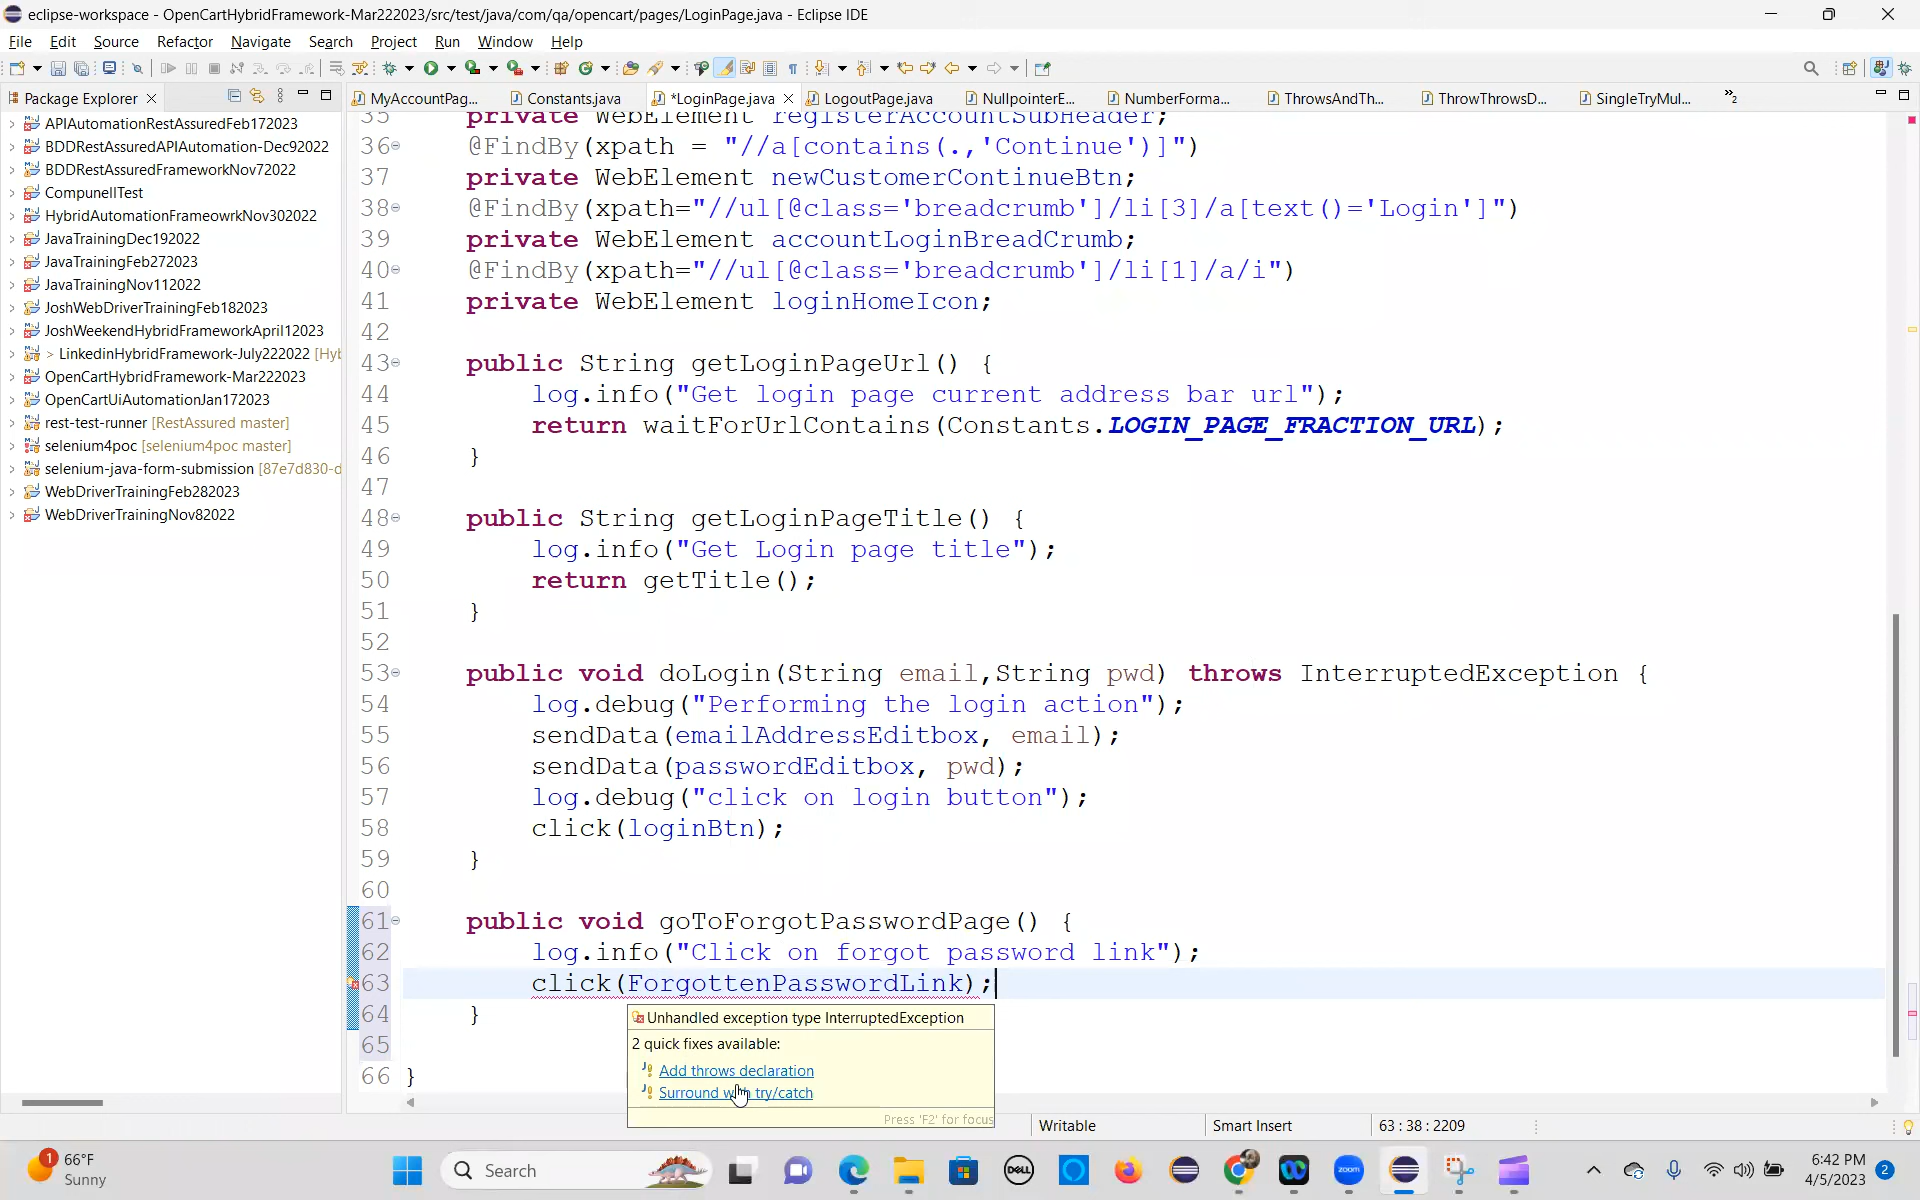 eclipse-workspace - OpenCartHybridFramework-Mar222023/src/test/java/com/qa/opencart/pages/LoginPage.java - Eclipse IDE
File Edit Source Refactor Navigate Search Project Run Window Help
Package Explorer
MyAccountPag... Constants.java *LoginPage.java LogoutPage.java NullpointerE... NumberForma... ThrowsAndTh... ThrowThrowsD... SingleTryMul... »2
APIAutomationRestAssuredFeb172023
BDDRestAssuredAPIAutomation-Dec92022
BDDRestAssuredFrameworkNov72022
CompunellTest
HybridAutomationFrameowrkNov302022
JavaTrainingDec192022
JavaTrainingFeb272023
JavaTrainingNov112022
JoshWebDriverTrainingFeb182023
JoshWeekendHybridFrameworkApril12023
> LinkedinHybridFramework-July222022 [Hyb
OpenCartHybridFramework-Mar222023
OpenCartUiAutomationJan172023
rest-test-runner [RestAssured master]
selenium4poc [selenium4poc master]
selenium-java-form-submission [87e7d830-d
WebDriverTrainingFeb282023
WebDriverTrainingNov82022
35 private WebElement registerAccountSubHeader;
36 @FindBy(xpath = "//a[contains(.,'Continue')]")
37 private WebElement newCustomerContinueBtn;
38 @FindBy(xpath="//ul[@class='breadcrumb']/li[3]/a[text()='Login']")
39 private WebElement accountLoginBreadCrumb;
40 @FindBy(xpath="//ul[@class='breadcrumb']/li[1]/a/i")
41 private WebElement loginHomeIcon;
42
43 public String getLoginPageUrl() {
44 log.info("Get login page current address bar url");
45 return waitForUrlContains(Constants.LOGIN_PAGE_FRACTION_URL);
46 }
47
48 public String getLoginPageTitle() {
49 log.info("Get Login page title");
50 return getTitle();
51 }
52
53 public void doLogin(String email,String pwd) throws InterruptedException {
54 log.debug("Performing the login action");
55 sendData(emailAddressEditbox, email);
56 sendData(passwordEditbox, pwd);
57 log.debug("click on login button");
58 click(loginBtn);
59 }
60
61 public void goToForgotPasswordPage() {
62 log.info("Click on forgot password link");
63 click(ForgottenPasswordLink);
64 }
65
66 }
Unhandled exception type InterruptedException
2 quick fixes available:
Add throws declaration
Surround with try/catch
Press 'F2' for focus
Writable Smart Insert 63 : 38 : 2209
1 66°F
Sunny
Search
DELL
zoom
6:42 PM
4/5/2023
2